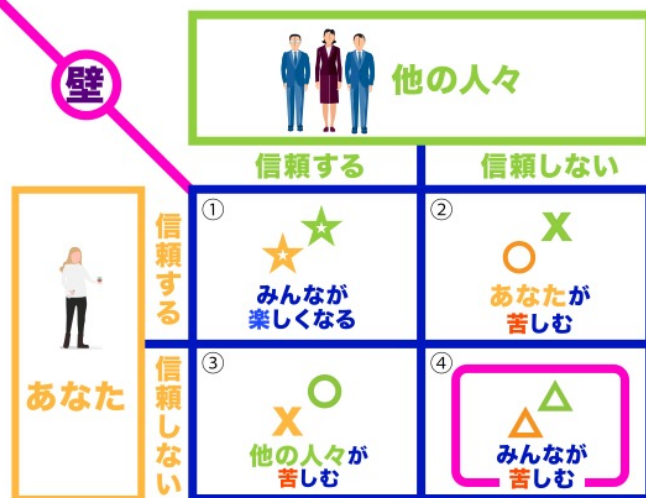 壁
他の人々
信頼する
信頼しない
あなた
信頼する
信頼しない
①
みんなが
楽しくなる
②
X
あなたが
苦しむ
③
X
他の人々が
苦しむ
④
みんなが
苦しむ